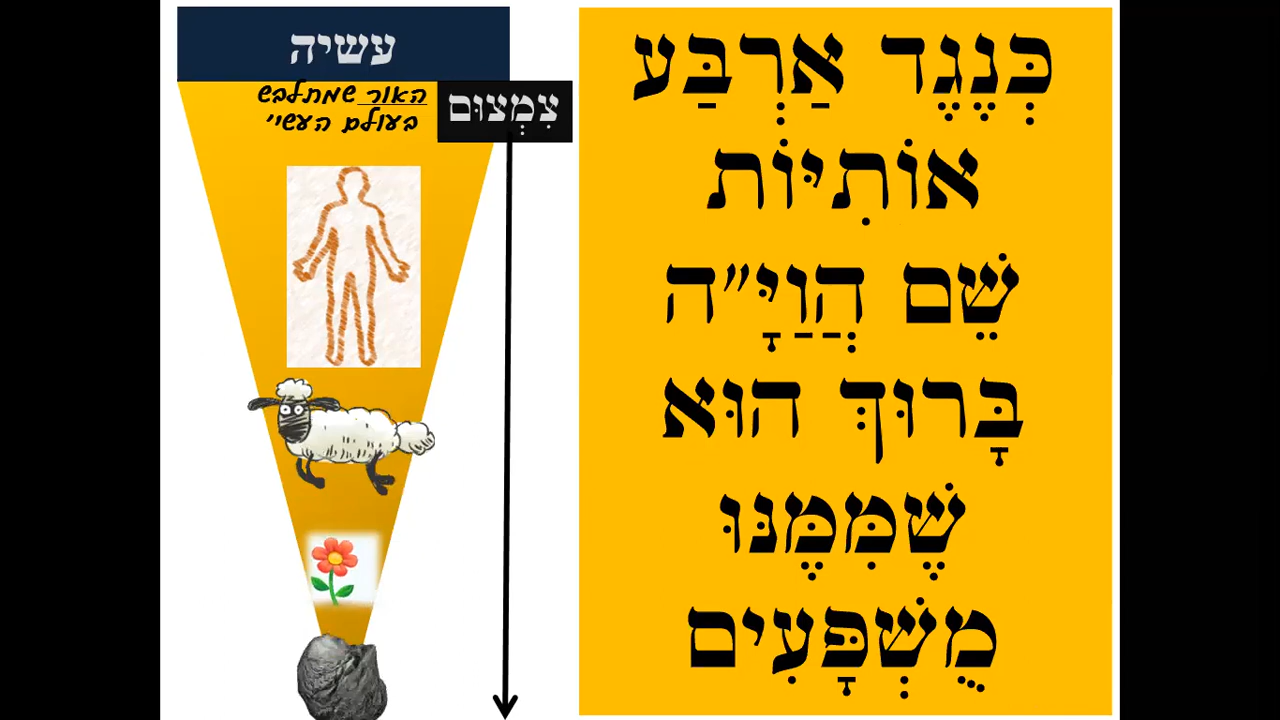 עשיה
האור שמתלבש
בעולם העשיי
צִמְצוּם
כְּנֶגֶד אַרְבַּע
אוֹתִיּוֹת
שֵׁם הֲוַיָּ״ה
בָּרוּךְ הוּא
שֶׁמִּמֶּנּוּ
מֻשְׁפָּעִים